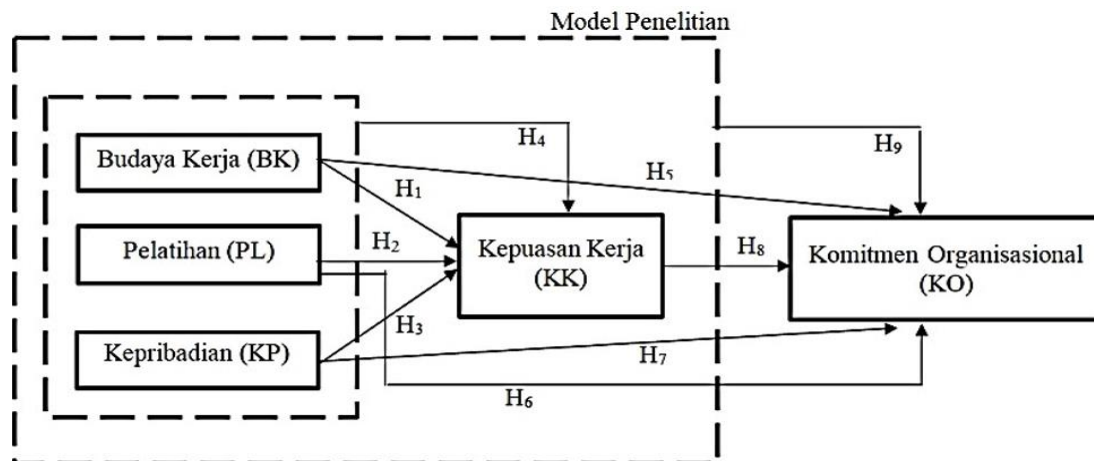 Model Penelitian
Budaya Kerja (BK)
H4
H9
H1
H5
Pelatihan (PL)
H2
Kepuasan Kerja
(KK)
H8
Komitmen Organisasional
(KO)
H3
Kepribadian (KP)
H7
H6